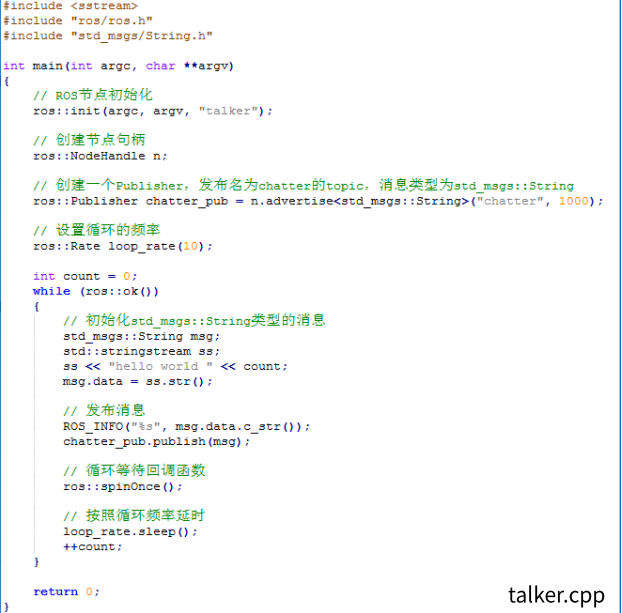 #include <sstream>
#include "ros/ros.h"
#include "std_msgs/String.h"
int main(int argc, char **argv)
{
// ROS节点初始化
ros::init(argc, argv, "talker");
// 创建节点句柄
ros::NodeHandle n;
// 创建一个Publisher，发布名为chatter的topic，消息类型为std_msgs::String
ros::Publisher chatter_pub = n.advertise<std_msgs::String>("chatter", 1000);
// 设置循环的频率
ros::Rate loop_rate(10);
int count = 0;
while (ros::ok())
{
// 初始化std_msgs::String类型的消息
std_msgs::String msg;
std::stringstream ss;
ss << "hello world " << count;
msg.data = ss.str();
// 发布消息
ROS_INFO("%s", msg.data.c_str());
chatter_pub.publish(msg);
// 循环等待回调函数
ros::spinOnce();
// 按照循环频率延时
loop_rate.sleep();
++count;
}
return 0;
}
talker.cpp